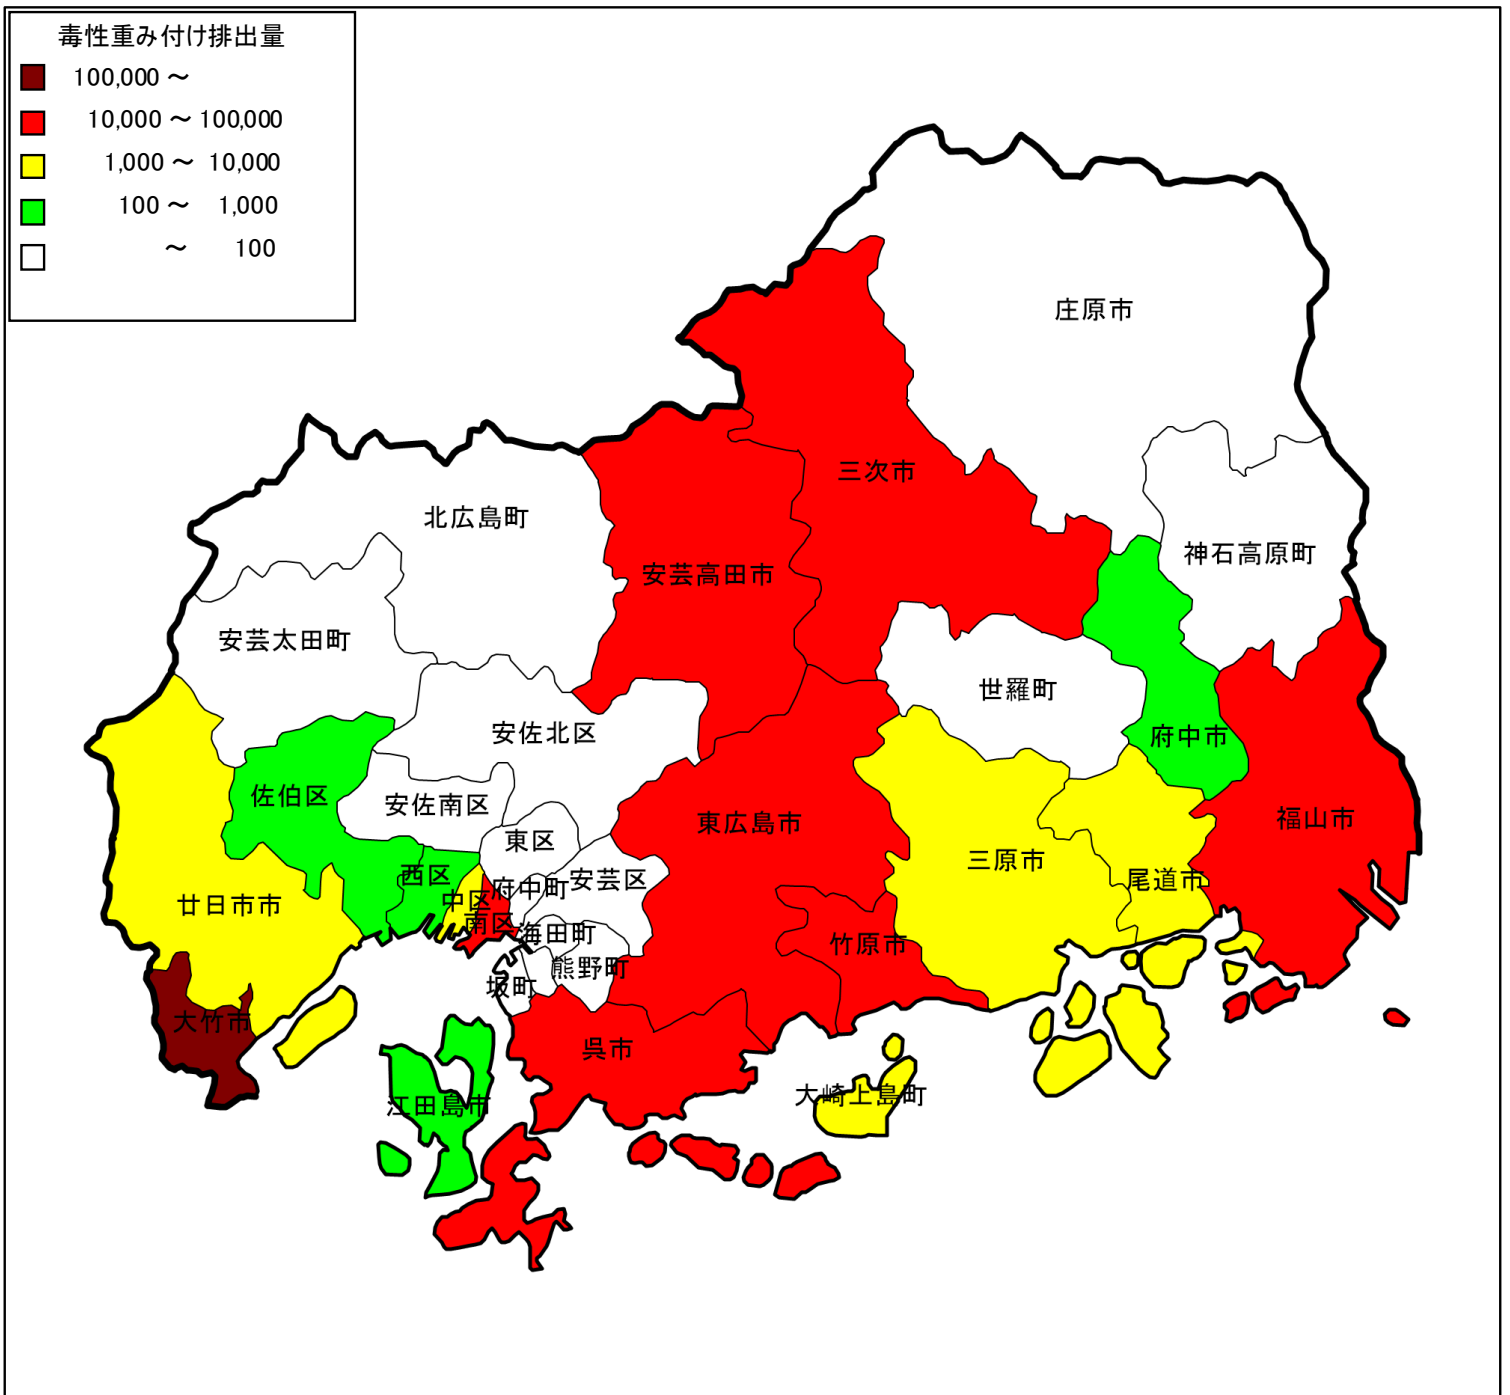 毒性重み付け排出量
100,000 ～
10,000 ～ 100,000
1,000 ～ 10,000
100 ～ 1,000
～ 100
庄原市
三次市
北広島町
神石高原町
安芸高田市
安芸太田町
世羅町
安佐北区
府中市
佐伯区
安佐南区
東広島市
福山市
東区
三原市
西区
安芸区
尾道市
府中町
中区
廿日市市
南区
海田町
竹原市
熊野町
坂町
大竹市
呉市
大崎上島町
江田島市